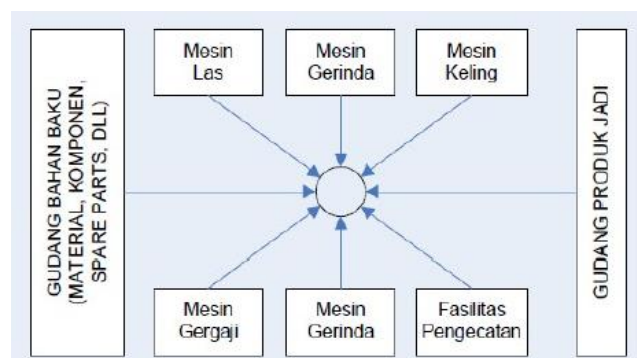 GUDANG BAHAN BAKU
(MATERIAL, KOMPONEN,
SPARE PARTS, DLL)
Mesin
Las
Mesin
Gerinda
Mesin
Keling
Mesin
Gergaji
Mesin
Gerinda
Fasilitas
Pengecatan
GUDANG PRODUK JADI